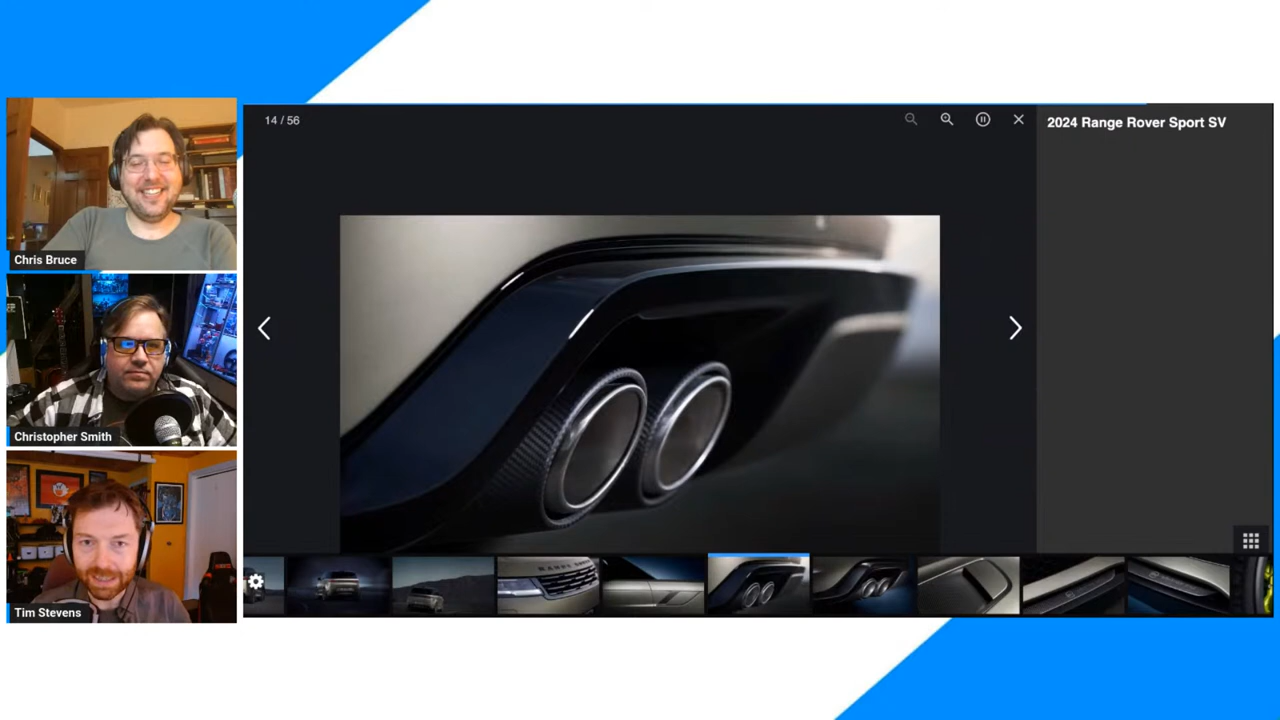 14 / 56
2024 Range Rover Sport SV
Chris Bruce
Christopher Smith
Tim Stevens